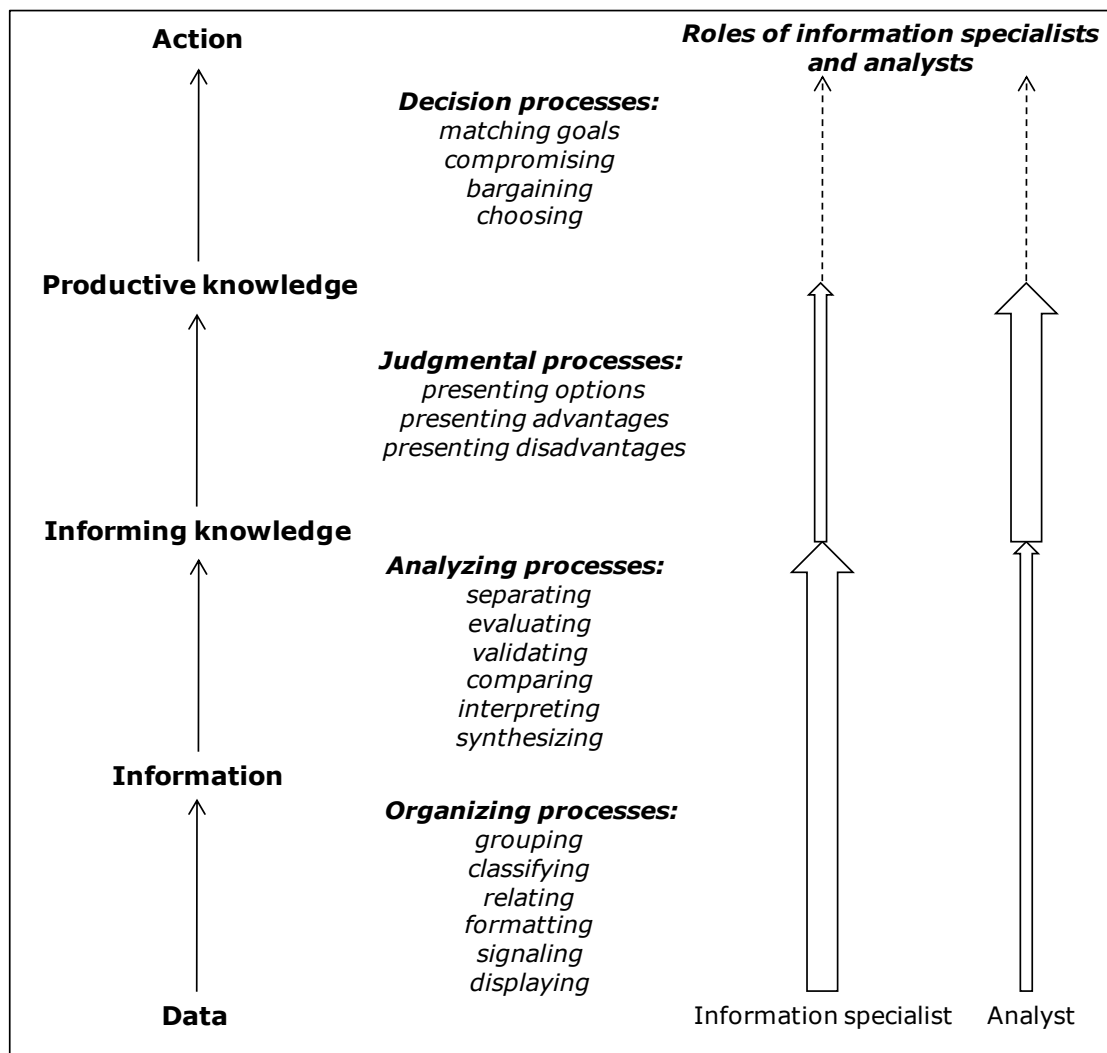 Action
Roles of information specialists
and analysts
Decision processes:
matching goals
compromising
bargaining
choosing
Productive knowledge
Judgmental processes:
presenting options
presenting advantages
presenting disadvantages
Informing knowledge
Analyzing processes:
separating
evaluating
validating
comparing
interpreting
synthesizing
Information
Organizing processes:
grouping
classifying
relating
formatting
signaling
displaying
Data
Information specialist
Analyst